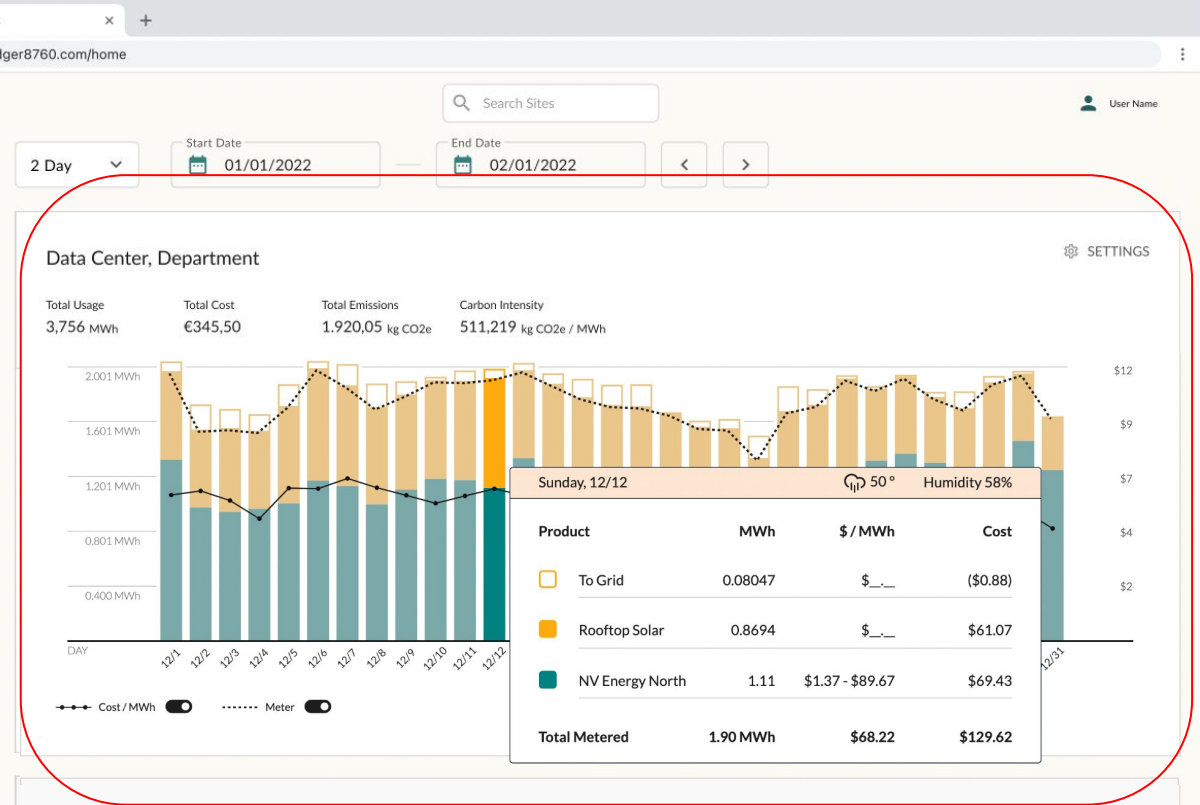 dger8760.com/home
Search Sites
User Name
2 Day
Start Date
01/01/2022
End Date
02/01/2022
Data Center, Department
SETTINGS
Total Usage
Total Cost
Total Emissions
Carbon Intensity
3,756 MWh
€345,50
1.920,05 kg CO2e
511,219 kg CO2e / MWh
2.001 MWh
$12
1.601 MWh
$9
1.201 MWh
$7
0.801 MWh
$4
0.400 MWh
$2
DAY
12/1 12/2 12/3 12/4 12/5 12/6 12/7 12/8 12/9 12/10 12/11 12/12 12/31
Cost / MWh
Meter
Sunday, 12/12 50 ° Humidity 58%
Product MWh $ / MWh Cost
To Grid 0.08047 $__.__ ($0.88)
Rooftop Solar 0.8694 $__.__ $61.07
NV Energy North 1.11 $1.37 - $89.67 $69.43
Total Metered 1.90 MWh $68.22 $129.62